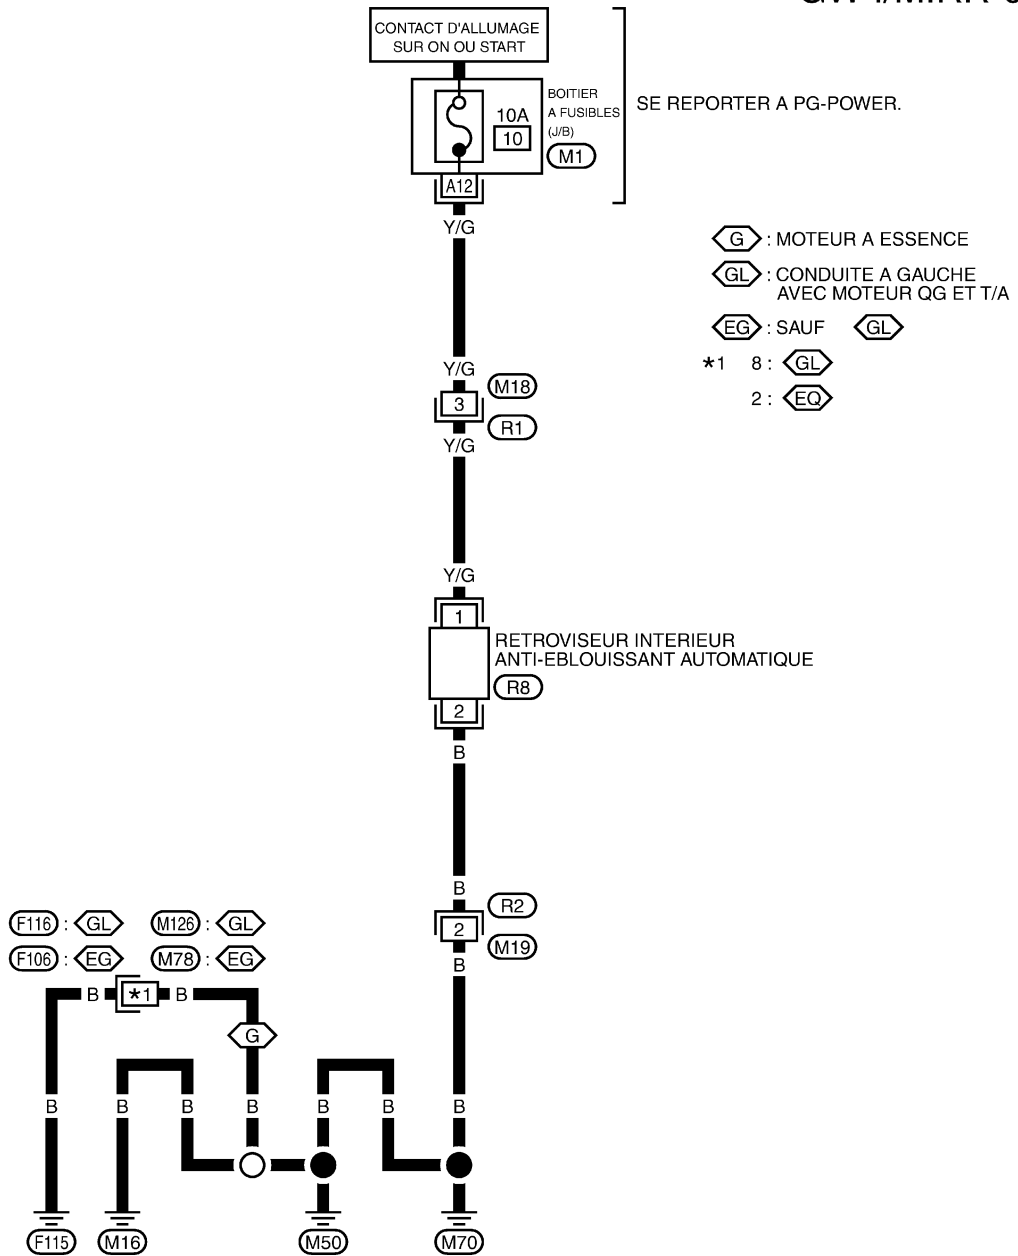 CONTACT D'ALLUMAGE
SUR ON OU START
BOITIER
A FUSIBLES
(J/B)
M1
10A
10
SE REPORTER A PG-POWER.
A12
Y/G
G : MOTEUR A ESSENCE
GL : CONDUITE A GAUCHE
AVEC MOTEUR QG ET T/A
EG : SAUF GL
*1 8 : GL
2 : EQ
Y/G
M18
3
R1
Y/G
Y/G
1
RETROVISEUR INTERIEUR
ANTI-EBLOUISSANT AUTOMATIQUE
R8
2
B
B
R2
2
M19
B
F116 : GL M126 : GL
F106 : EG M78 : EG
B *1 B
G
B B B B B B B
F115 M16 M50 M70